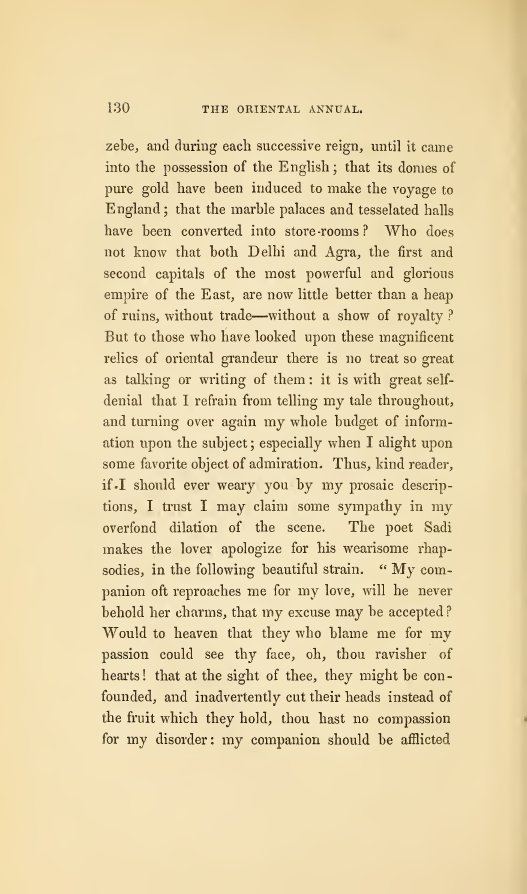 130 THE ORIENTAL ANNUAL.
zebe, and during each successive reign, until it came
into the possession of the English; that its domes of
pure gold have been induced to make the voyage to
England; that the marble palaces and tesselated halls
have been converted into store-rooms? Who does
not know that both Delhi and Agra, the first and
second capitals of the most powerful and glorious
empire of the East, are now little better than a heap
of ruins, without trade—without a show of royalty?
But to those who have looked upon these magnificent
relics of oriental grandeur there is no treat so great
as talking or writing of them: it is with great self-
denial that I refrain from telling my tale throughout,
and turning over again my whole budget of inform-
ation upon the subject; especially when I alight upon
some favorite object of admiration. Thus, kind reader,
if I should ever weary you by my prosaic descrip-
tions, I trust I may claim some sympathy in my
overfond dilation of the scene. The poet Sadi
makes the lover apologize for his wearisome rhap-
sodies, in the following beautiful strain. “My com-
panion oft reproaches me for my love, will he never
behold her charms, that my excuse may be accepted?
Would to heaven that they who blame me for my
passion could see thy face, oh, thou ravisher of
hearts! that at the sight of thee, they might be con-
founded, and inadvertently cut their heads instead of
the fruit which they hold, thou hast no compassion
for my disorder: my companion should be afflicted